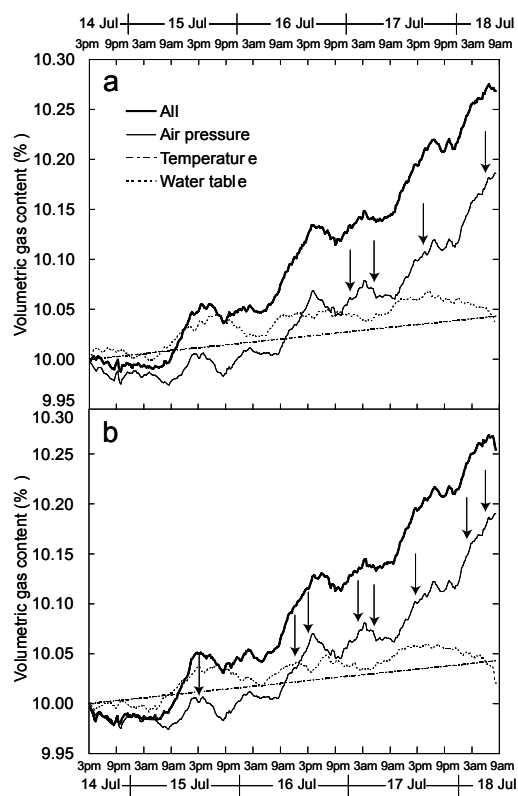 14 Jul 15 Jul 16 Jul 17 Jul 18 Jul
3pm 9pm 3am 9am 3pm 9pm 3am 9am 3pm 9pm 3am 9am 3pm 9pm 3am 9am
10.30
a
10.25
All
Air pressure
Temperature
Water table
10.20
10.15
10.10
10.05
10.00
9.95
Volumetric gas content (% )
10.30
b
10.25
10.20
10.15
10.10
10.05
10.00
9.95
Volumetric gas content (% )
3pm 9pm 3am 9am 3pm 9pm 3am 9am 3pm 9pm 3am 9am 3pm 9pm 3am 9am
14 Jul 15 Jul 16 Jul 17 Jul 18 Jul